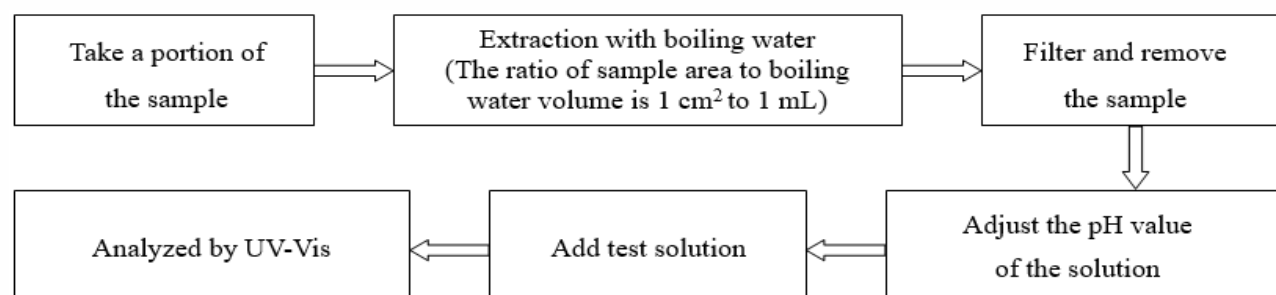 Take a portion of
the sample
Extraction with boiling water
(The ratio of sample area to boiling
water volume is 1 cm² to 1 mL)
Filter and remove
the sample
Adjust the pH value
of the solution
Add test solution
Analyzed by UV-Vis